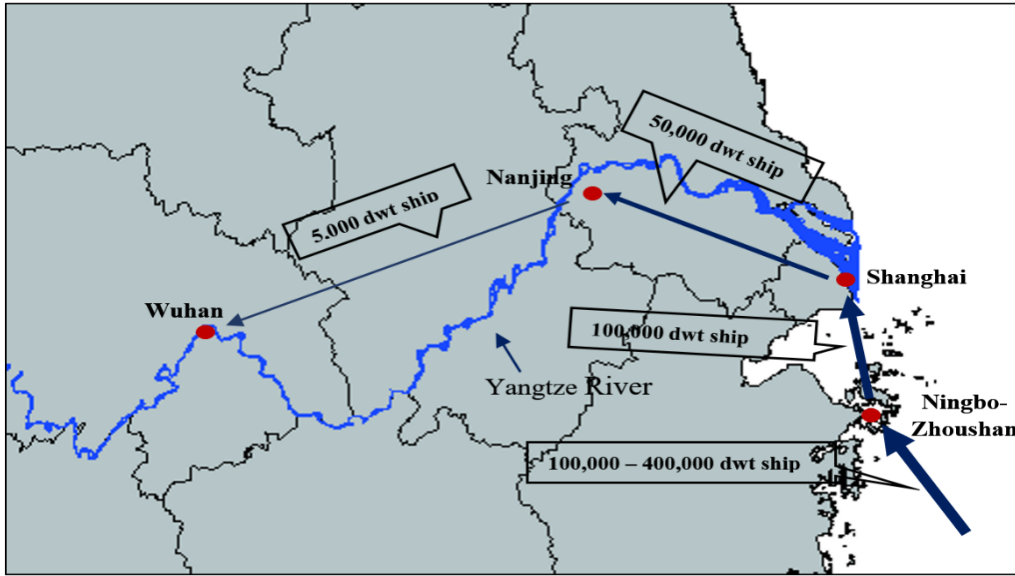 50,000 dwt ship
Nanjing
5.000 dwt ship
Shanghai
Wuhan
100,000 dwt ship
Yangtze River
Ningbo-
Zhoushan
100,000 – 400,000 dwt ship